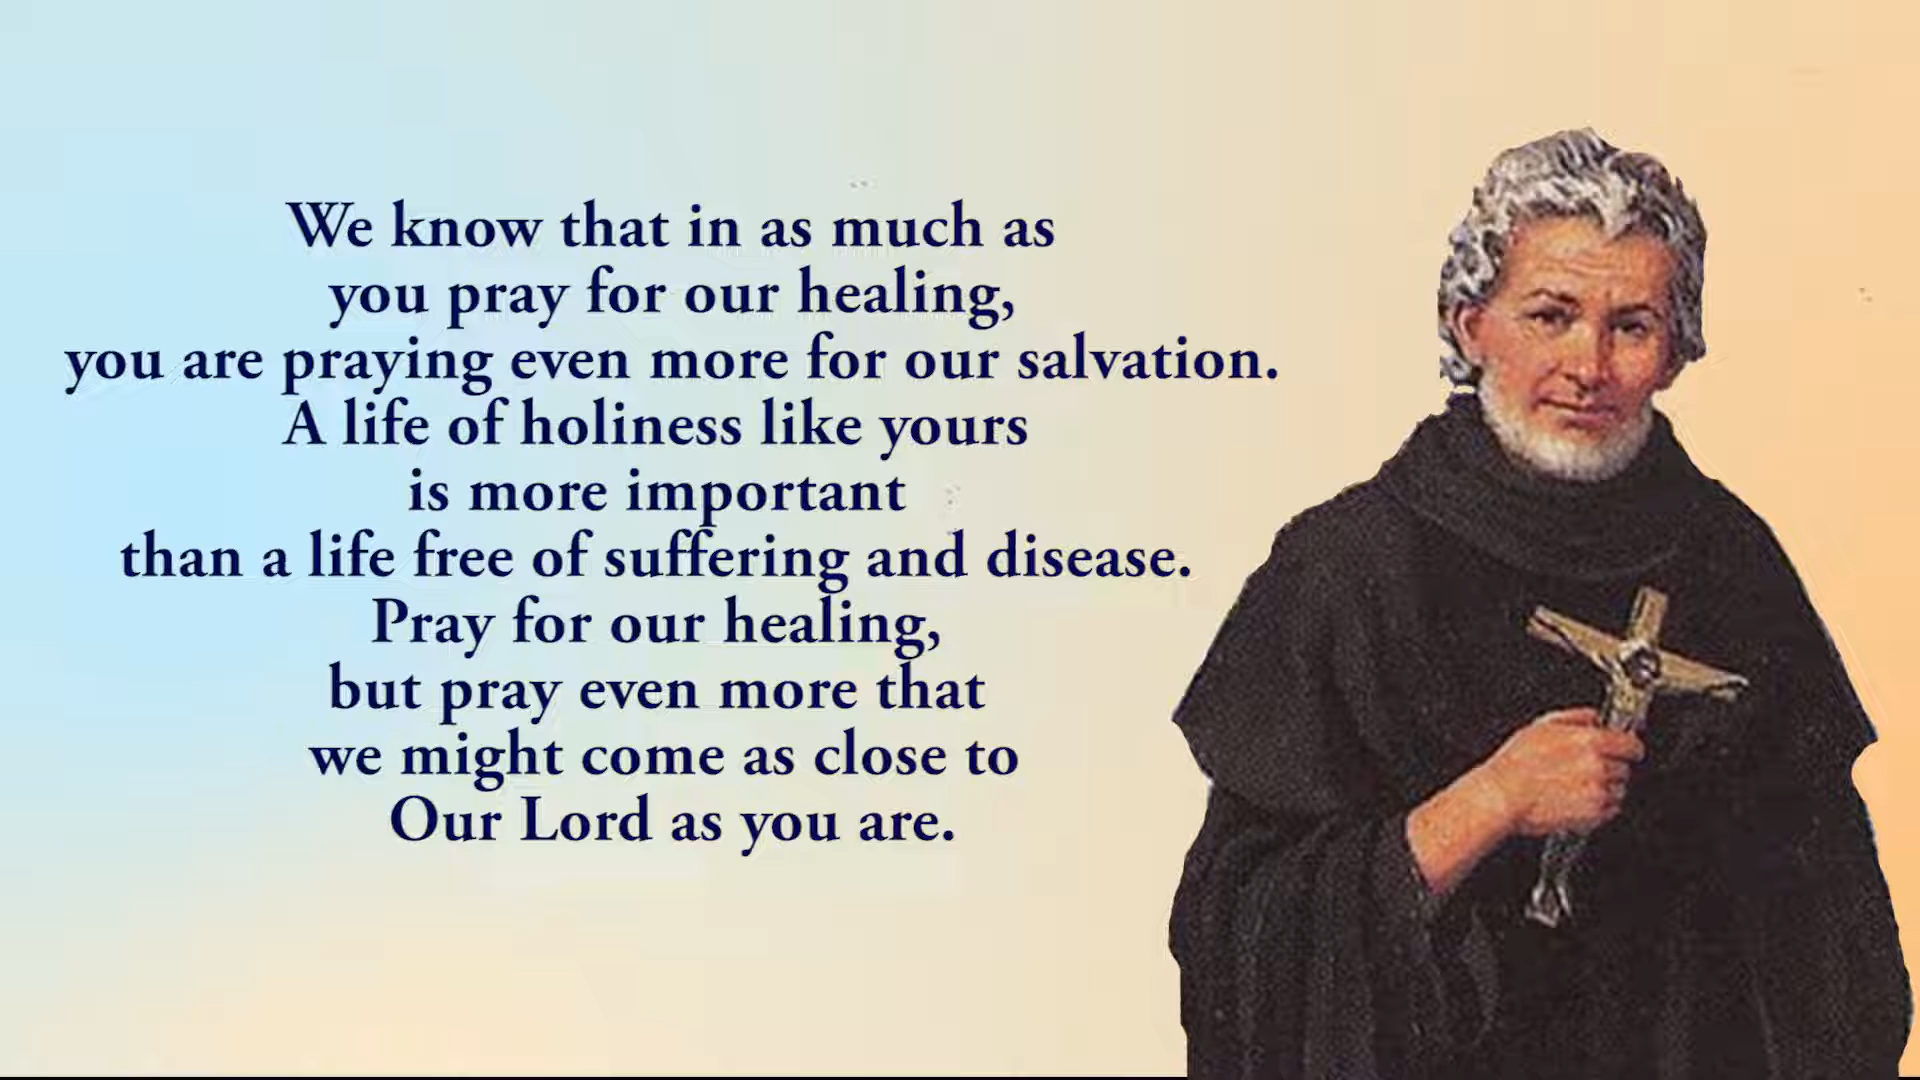 We know that in as much as
you pray for our healing,
you are praying even more for our salvation.
A life of holiness like yours
is more important
than a life free of suffering and disease.
Pray for our healing,
but pray even more that
we might come as close to
Our Lord as you are.